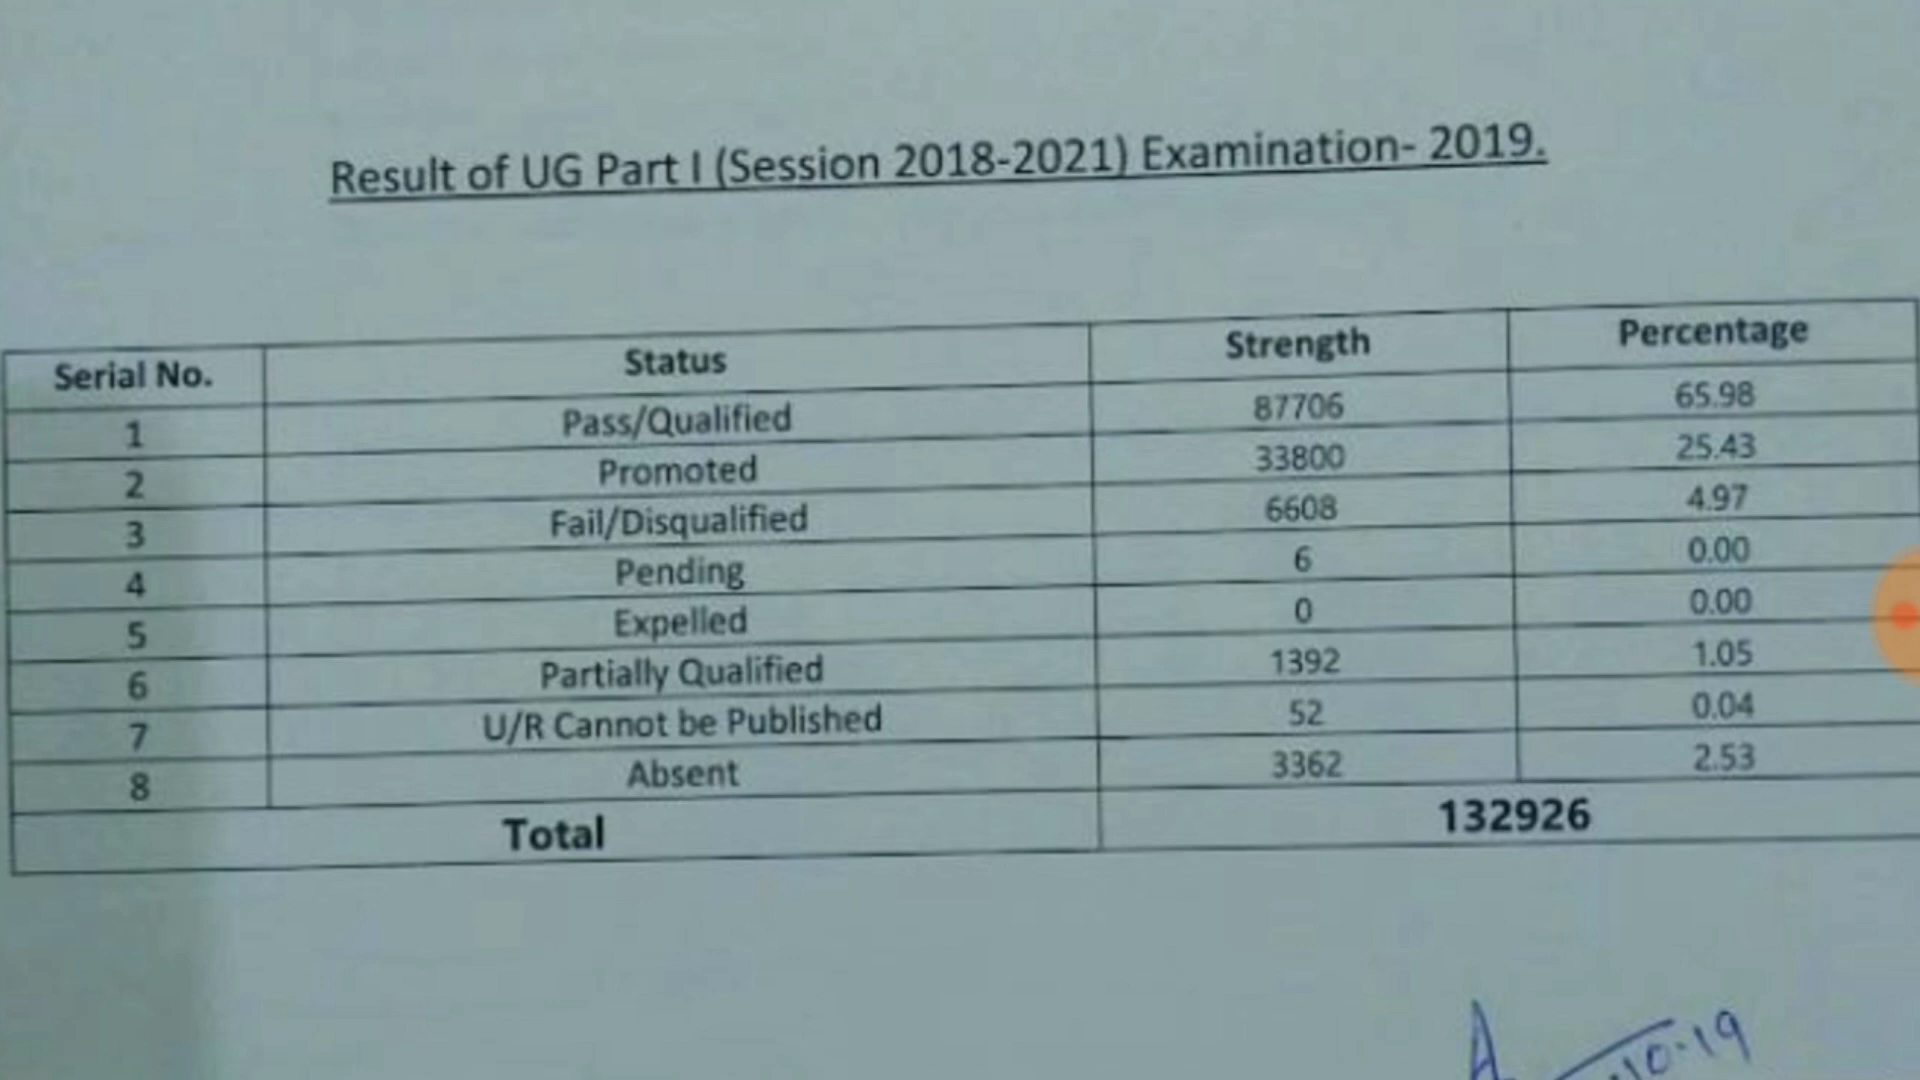 Result of UG Part I (Session 2018-2021) Examination- 2019.
Serial No. Status Strength Percentage
1 Pass/Qualified 87706 65.98
2 Promoted 33800 25.43
3 Fail/Disqualified 6608 4.97
4 Pending 6 0.00
5 Expelled 0 0.00
6 Partially Qualified 1392 1.05
7 U/R Cannot be Published 52 0.04
8 Absent 3362 2.53
Total 132926
10-19